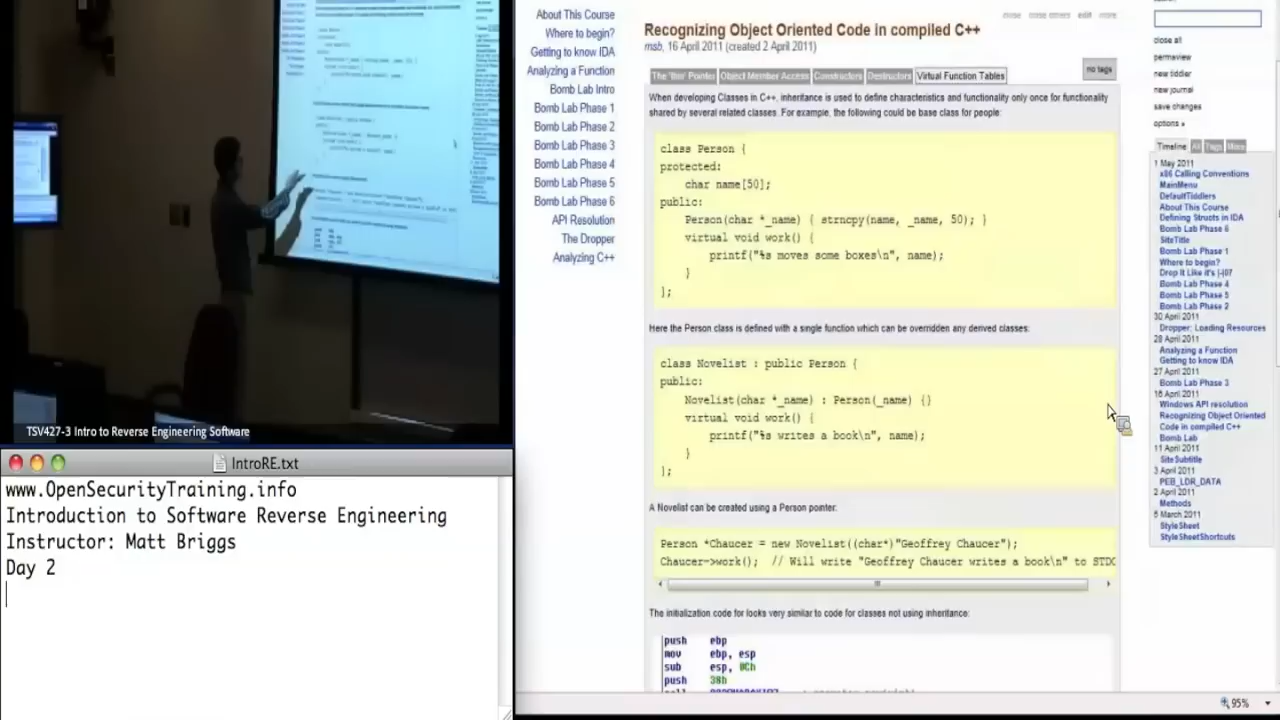 TSV427-3 Intro to Reverse Engineering Software
IntroRE.txt
www.OpenSecurityTraining.info
Introduction to Software Reverse Engineering
Instructor: Matt Briggs
Day 2
About This Course
Where to begin?
Getting to know IDA
Analyzing a Function
Bomb Lab Intro
Bomb Lab Phase 1
Bomb Lab Phase 2
Bomb Lab Phase 3
Bomb Lab Phase 4
Bomb Lab Phase 5
Bomb Lab Phase 6
API Resolution
The Dropper
Analyzing C++
close close others edit more
Recognizing Object Oriented Code in compiled C++
msb, 16 April 2011 (created 2 April 2011)
no tags
The 'this' Pointer Object Member Access Constructors Destructors Virtual Function Tables
When developing Classes in C++, inheritance is used to define characteristics and functionality only once for functionality
shared by several related classes. For example, the following could be base class for people:
class Person {
protected:
char name[50];
public:
Person(char *_name) { strncpy(name, _name, 50); }
virtual void work() {
printf("%s moves some boxes\n", name);
}
};
Here the Person class is defined with a single function which can be overridden any derived classes:
class Novelist : public Person {
public:
Novelist(char *_name) : Person(_name) {}
virtual void work() {
printf("%s writes a book\n", name);
}
};
A Novelist can be created using a Person pointer:
Person *Chaucer = new Novelist((char*)"Geoffrey Chaucer");
Chaucer->work(); // Will write "Geoffrey Chaucer writes a book\n" to STDO
The initialization code for looks very similar to code for classes not using inheritance:
push ebp
mov ebp, esp
sub esp, 0Ch
push 38h
close all
permaview
new tiddler
new journal
save changes
options »
Timeline All Tags More
1 May 2011
x86 Calling Conventions
MainMenu
DefaultTiddlers
About This Course
Defining Structs in IDA
Bomb Lab Phase 6
SiteTitle
Bomb Lab Phase 1
Where to begin?
Drop It Like it's |-|07
Bomb Lab Phase 4
Bomb Lab Phase 5
Bomb Lab Phase 2
30 April 2011
Dropper: Loading Resources
28 April 2011
Analyzing a Function
Getting to know IDA
27 April 2011
Bomb Lab Phase 3
16 April 2011
Windows API resolution
Recognizing Object Oriented
Code in compiled C++
Bomb Lab
11 April 2011
SiteSubtitle
3 April 2011
PEB_LDR_DATA
2 April 2011
Methods
5 March 2011
StyleSheet
StyleSheetShortcuts
95%